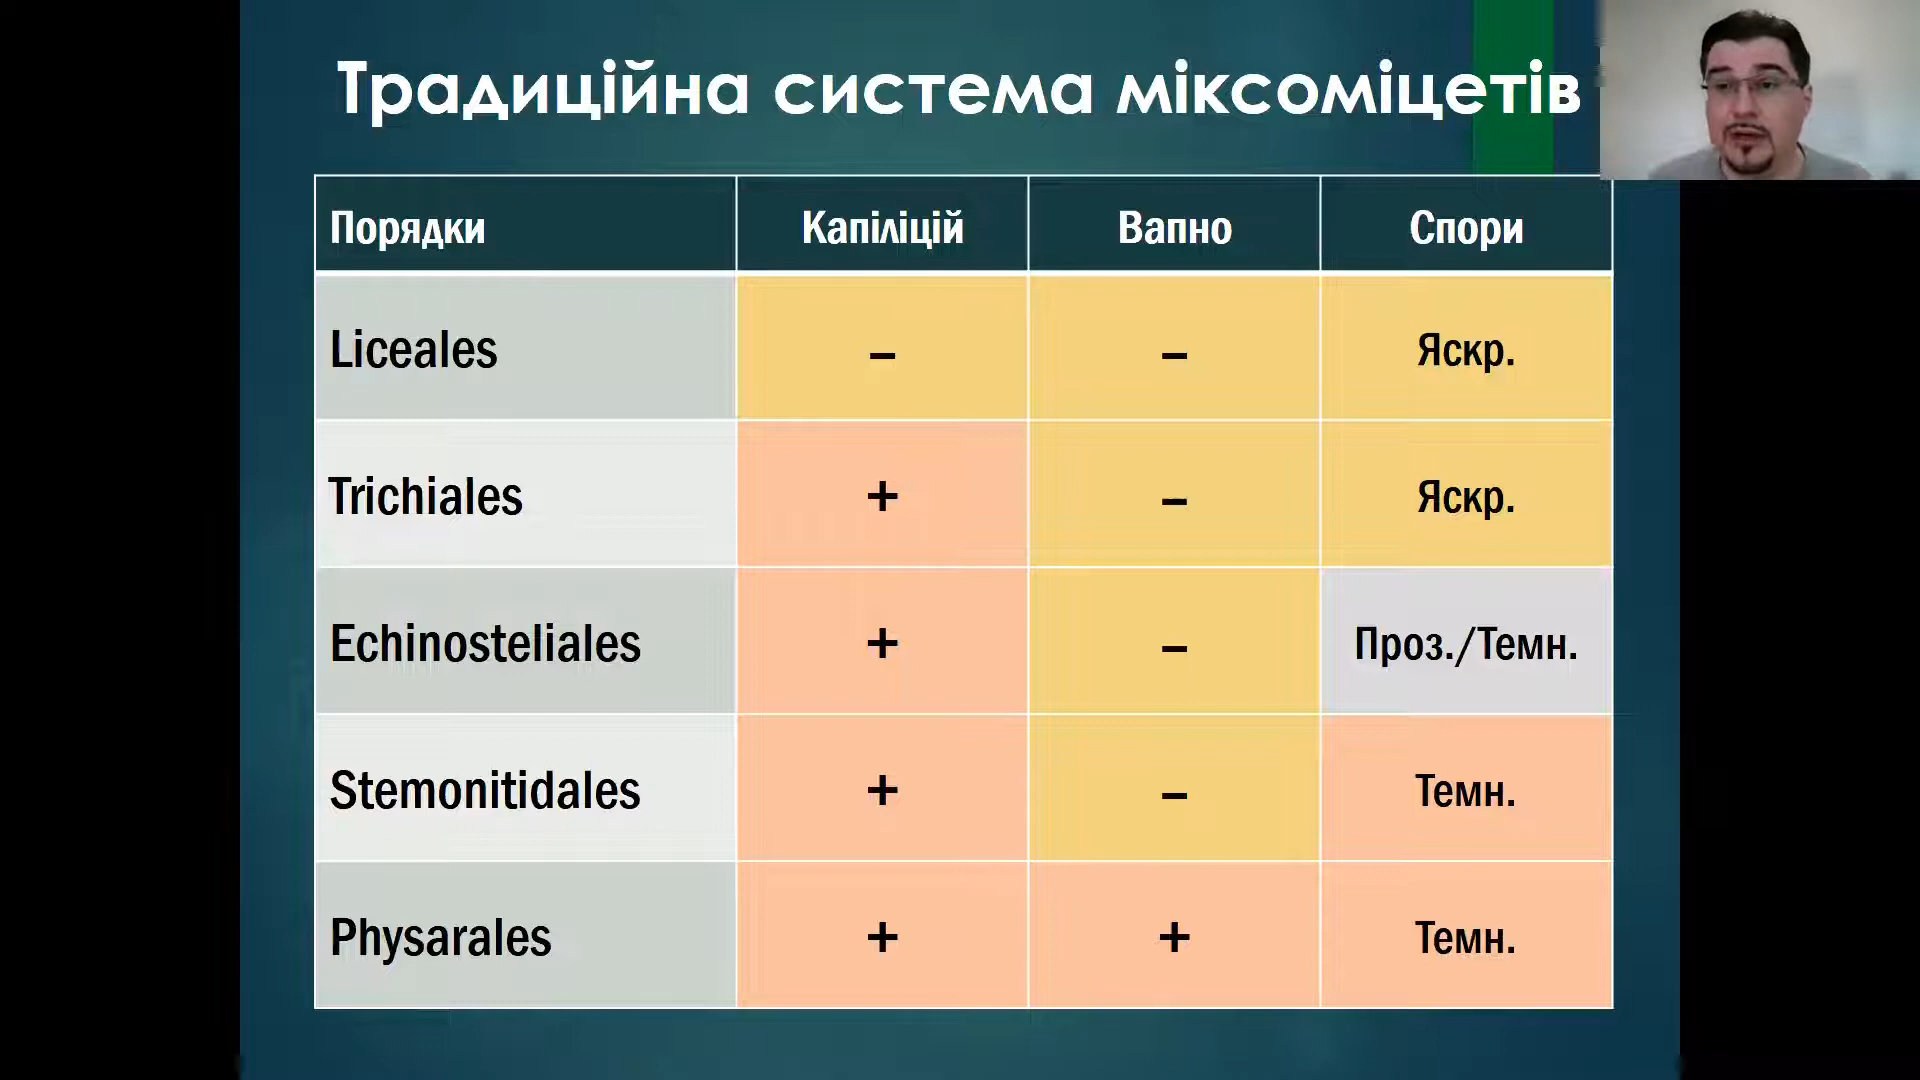 Традиційна система міксоміцетів
Порядки Капіліцій Вапно Спори
Liceales – – Яскр.
Trichiales + – Яскр.
Echinosteliales + – Проз./Темн.
Stemonitidales + – Темн.
Physarales + + Темн.